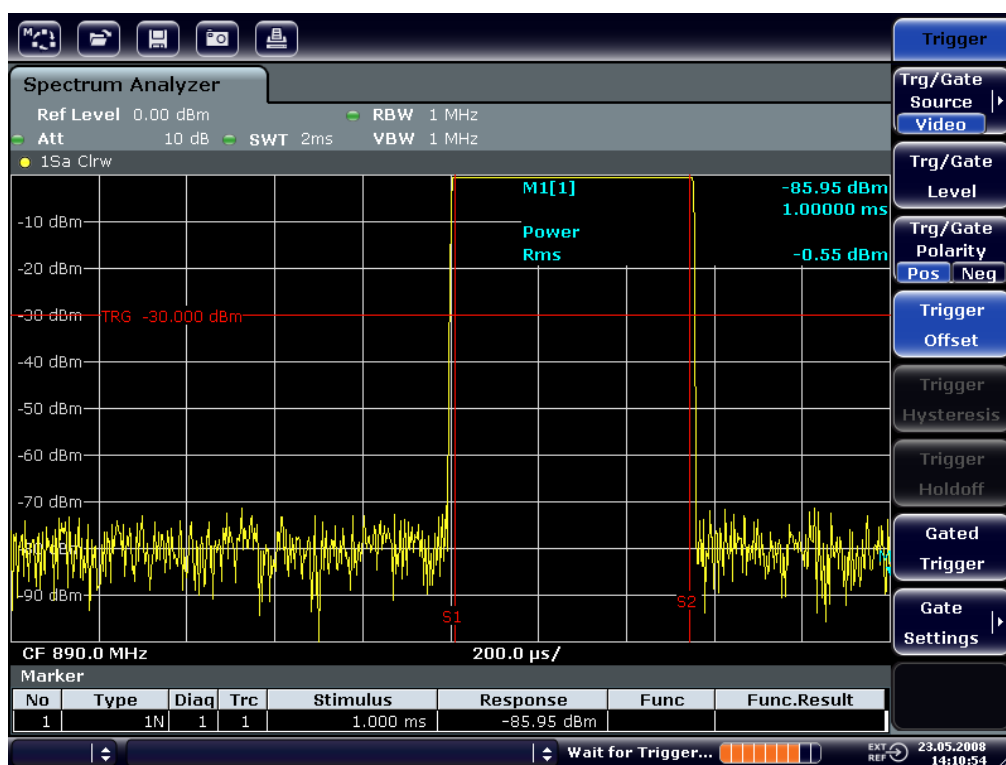 Trigger
Spectrum Analyzer
Ref Level 0.00 dBm RBW 1 MHz
Att 10 dB SWT 2ms VBW 1 MHz
1Sa Clrw
M1[1] -85.95 dBm
1.00000 ms
Power
Rms -0.55 dBm
-10 dBm
-20 dBm
-30 dBm TRG -30.000 dBm
-40 dBm
-50 dBm
-60 dBm
-70 dBm
-80 dBm
-90 dBm
S1
S2
CF 890.0 MHz 200.0 µs/
Marker
No Type Diag Trc Stimulus Response Func Func.Result
1 1N 1 1 1.000 ms -85.95 dBm
Wait for Trigger... EXT REF 23.05.2008
14:10:54
Trg/Gate
Source
Video
Trg/Gate
Level
Trg/Gate
Polarity
Pos Neg
Trigger
Offset
Trigger
Hysteresis
Trigger
Holdoff
Gated
Trigger
Gate
Settings